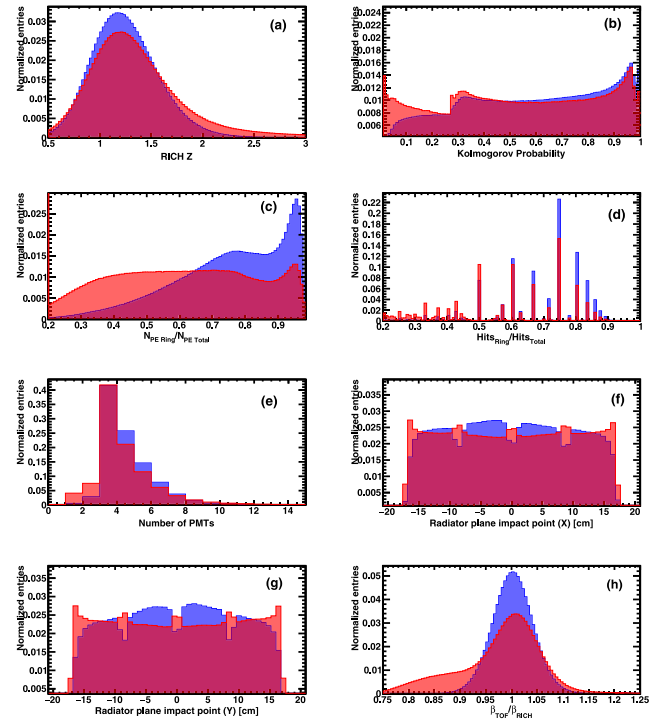 Normalized entries
0.03
0.025
0.02
0.015
0.01
0.005
0
(a)
0.5 1 1.5 2 2.5 3
RICH Z
Normalized entries
0.02
0.018
0.016
0.014
0.012
0.01
0.008
0.006
(b)
0.1 0.2 0.3 0.4 0.5 0.6 0.7 0.8 0.9 1
Kolmogorov Probability
Normalized entries
0.03
0.025
0.02
0.015
0.01
0.005
0
(c)
0.2 0.3 0.4 0.5 0.6 0.7 0.8 0.9
N_PE Ring/N_PE Total
Normalized entries
0.22
0.2
0.18
0.16
0.14
0.12
0.1
0.08
0.06
0.04
0.02
0
(d)
0.2 0.3 0.4 0.5 0.6 0.7 0.8 0.9 1
Hits_Ring/Hits_Total
Normalized entries
0.4
0.35
0.3
0.25
0.2
0.15
0.1
0.05
0
(e)
0 2 4 6 8 10 12 14
Number of PMTs
Normalized entries
0.035
0.03
0.025
0.02
0.015
0.01
0.005
(f)
−20 −15 −10 −5 0 5 10 15 20
Radiator plane impact point (X) [cm]
Normalized entries
0.035
0.03
0.025
0.02
0.015
0.01
0.005
(g)
−20 −15 −10 −5 0 5 10 15 20
Radiator plane impact point (Y) [cm]
Normalized entries
0.05
0.04
0.03
0.02
0.01
0
(h)
0.75 0.8 0.85 0.9 0.95 1 1.05 1.1 1.15 1.2 1.25
β_TOF/β_RICH